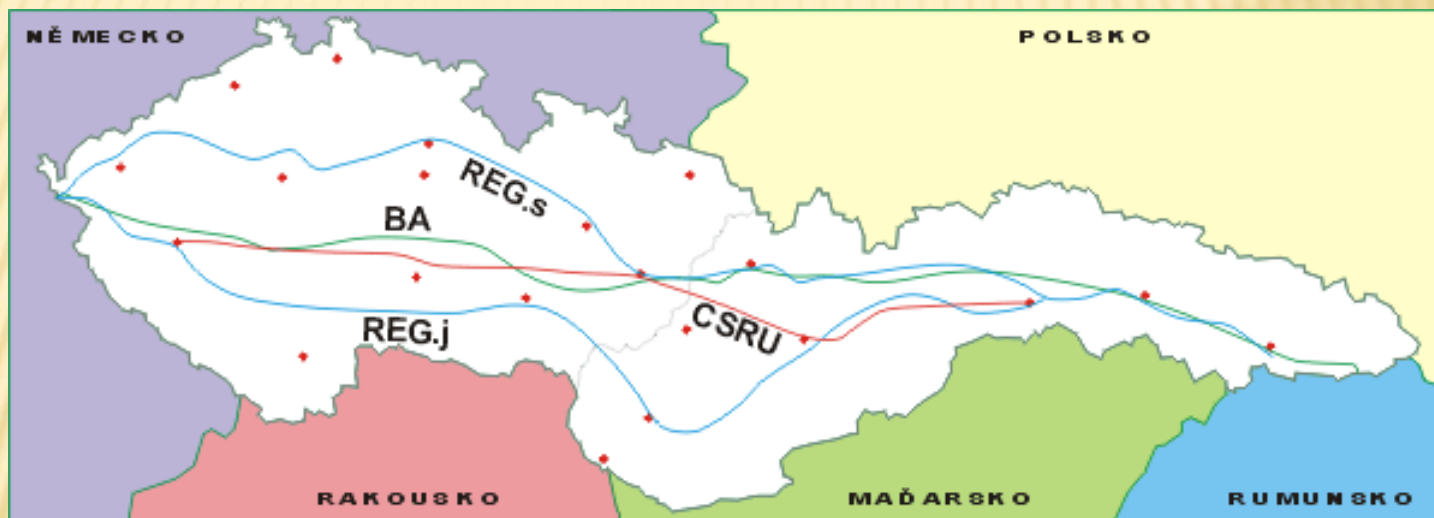 NĚMECKO
POLSKO
REG.s
BA
CSRU
REG.j
RAKOUSKO
MAĎARSKO
RUMUNSKO